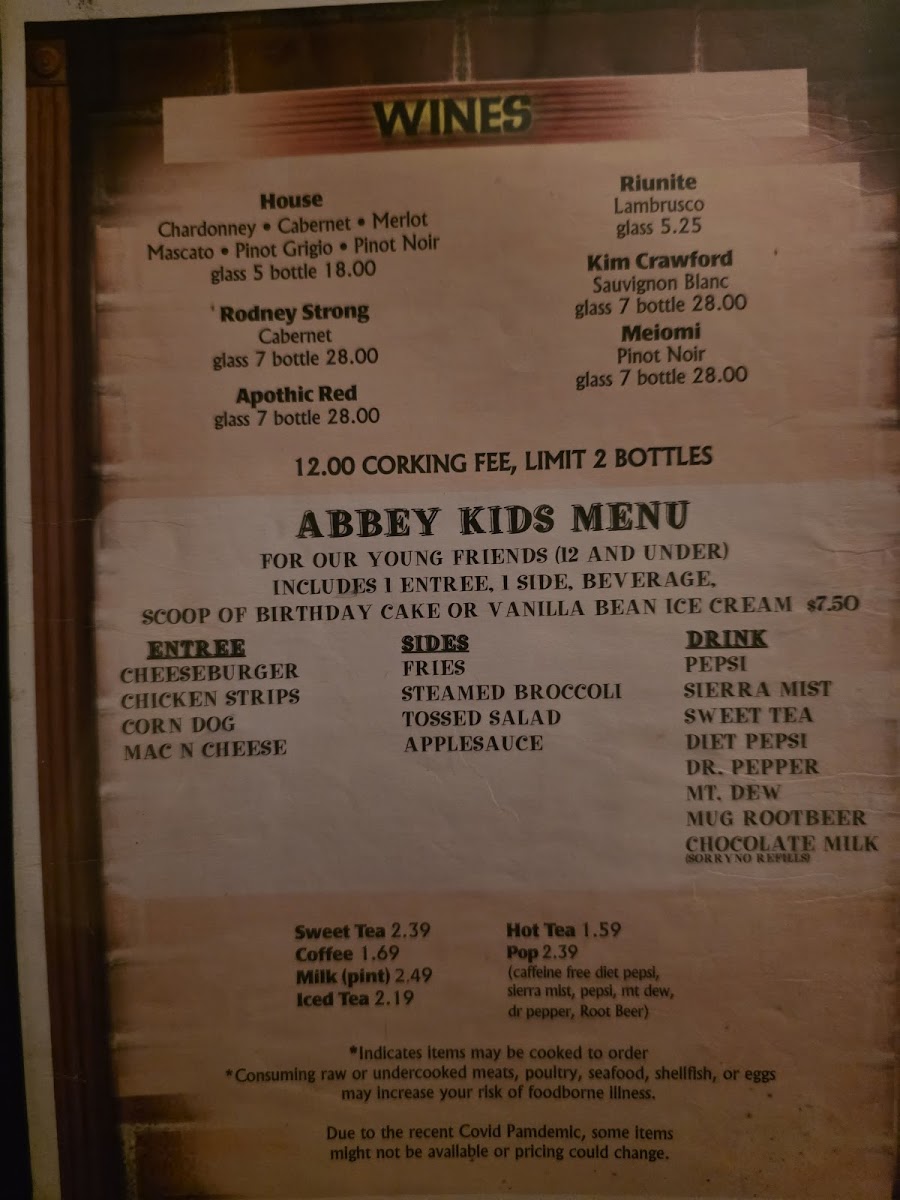 WINES
House
Chardonney • Cabernet • Merlot
Mascato • Pinot Grigio • Pinot Noir
glass 5 bottle 18.00
Rodney Strong
Cabernet
glass 7 bottle 28.00
Apothic Red
glass 7 bottle 28.00
Riunite
Lambrusco
glass 5.25
Kim Crawford
Sauvignon Blanc
glass 7 bottle 28.00
Meiomi
Pinot Noir
glass 7 bottle 28.00
12.00 CORKING FEE, LIMIT 2 BOTTLES
ABBEY KIDS MENU
FOR OUR YOUNG FRIENDS (12 AND UNDER)
INCLUDES 1 ENTREE, 1 SIDE, BEVERAGE,
SCOOP OF BIRTHDAY CAKE OR VANILLA BEAN ICE CREAM $7.50
ENTREE
CHEESEBURGER
CHICKEN STRIPS
CORN DOG
MAC N CHEESE
SIDES
FRIES
STEAMED BROCCOLI
TOSSED SALAD
APPLESAUCE
DRINK
PEPSI
SIERRA MIST
SWEET TEA
DIET PEPSI
DR. PEPPER
MT. DEW
MUG ROOTBEER
CHOCOLATE MILK
(SORRY NO REFILLS)
Sweet Tea 2.39
Coffee 1.69
Milk (pint) 2.49
Iced Tea 2.19
Hot Tea 1.59
Pop 2.39
(caffeine free diet pepsi,
sierra mist, pepsi, mt dew,
dr pepper, Root Beer)
*Indicates items may be cooked to order
*Consuming raw or undercooked meats, poultry, seafood, shellfish, or eggs
may increase your risk of foodborne illness.
Due to the recent Covid Pamdemic, some items
might not be available or pricing could change.